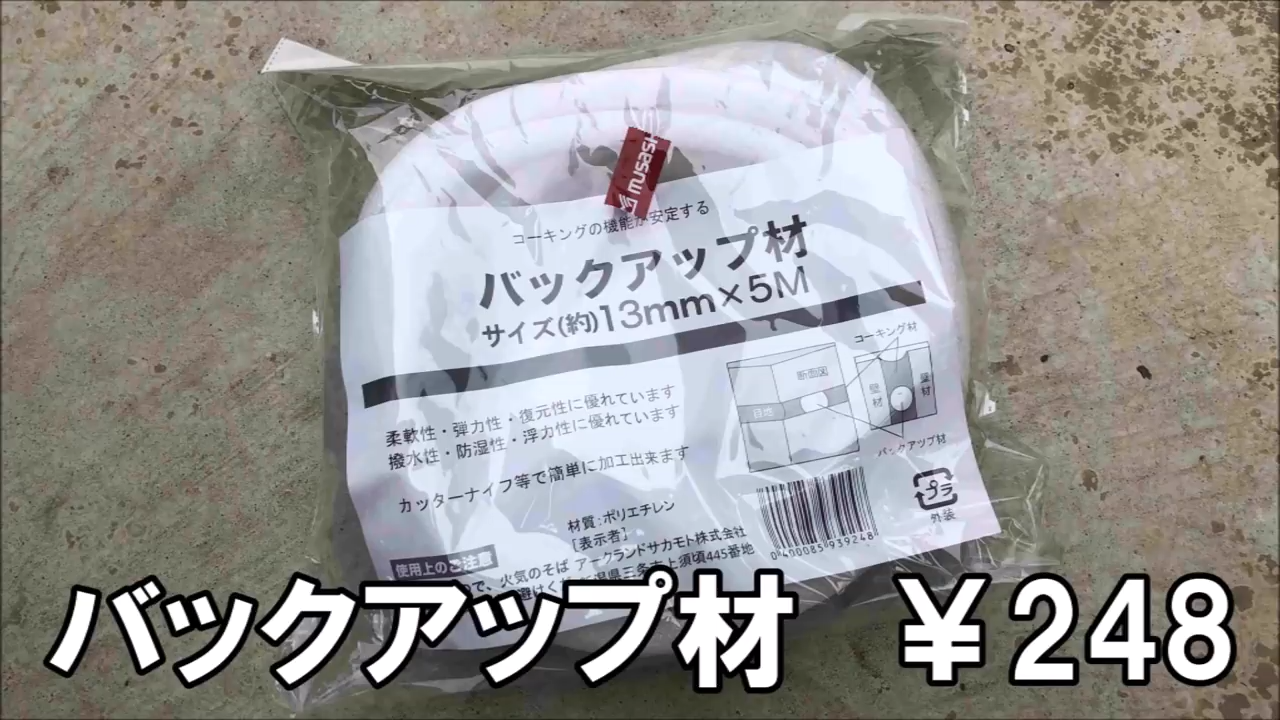 musashi
コーキングの機能が安定する
バックアップ材
サイズ(約)13mm×5M
コーキング材
断面図
目地
壁材
壁材
バックアップ材
柔軟性・弾力性・復元性に優れています
撥水性・防湿性・浮力性に優れています
カッターナイフ等で簡単に加工出来ます
材質：ポリエチレン
［表示者］
アークランドサカモト株式会社
三条市上須頃445番地
0400085939248
プラ
外装
使用上のご注意
で、火気のそば
バックアップ材 ￥248